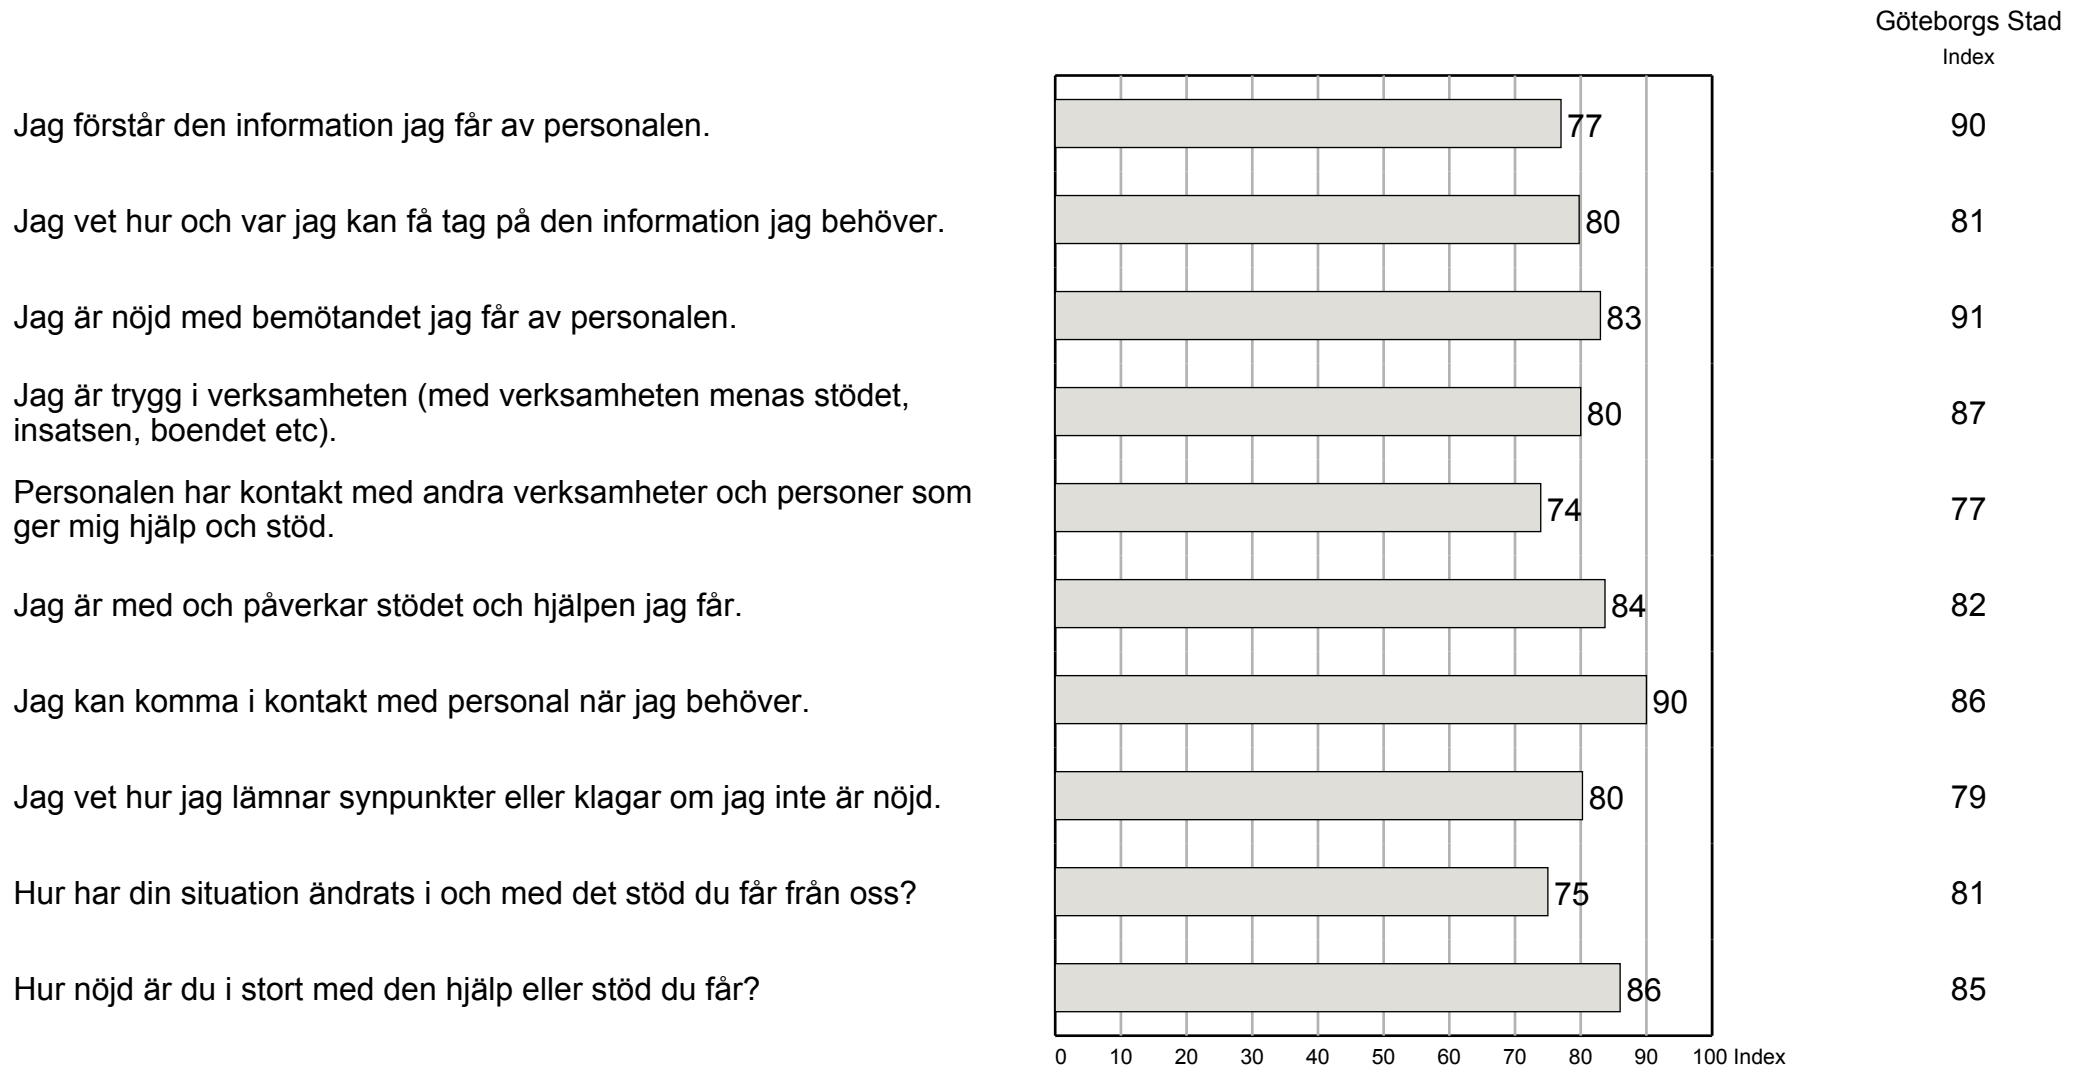 Göteborgs Stad
Index
Jag förstår den information jag får av personalen. 77 90
Jag vet hur och var jag kan få tag på den information jag behöver. 80 81
Jag är nöjd med bemötandet jag får av personalen. 83 91
Jag är trygg i verksamheten (med verksamheten menas stödet,
insatsen, boendet etc). 80 87
Personalen har kontakt med andra verksamheter och personer som
ger mig hjälp och stöd. 74 77
Jag är med och påverkar stödet och hjälpen jag får. 84 82
Jag kan komma i kontakt med personal när jag behöver. 90 86
Jag vet hur jag lämnar synpunkter eller klagar om jag inte är nöjd. 80 79
Hur har din situation ändrats i och med det stöd du får från oss? 75 81
Hur nöjd är du i stort med den hjälp eller stöd du får? 86 85
0 10 20 30 40 50 60 70 80 90 100 Index